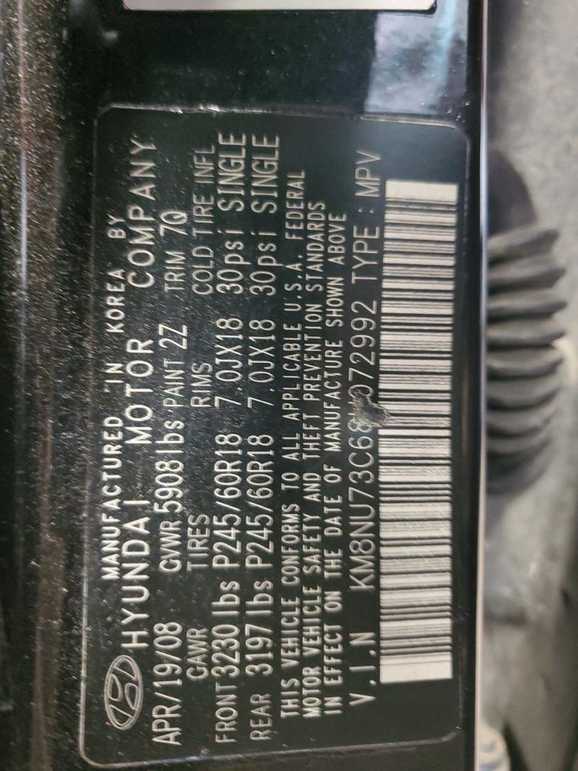 MANUFACTURED IN KOREA BY
HYUNDAI MOTOR COMPANY
APR/19/08 GVWR 5908 lbs PAINT 2Z TRIM 7Q
GAWR TIRES RIMS COLD TIRE INFL
FRONT 3230 lbs P245/60R18 7.0JX18 30psi SINGLE
REAR 3197 lbs P245/60R18 7.0JX18 30psi SINGLE
THIS VEHICLE CONFORMS TO ALL APPLICABLE U.S.A. FEDERAL
MOTOR VEHICLE SAFETY AND THEFT PREVENTION STANDARDS
IN EFFECT ON THE DATE OF MANUFACTURE SHOWN ABOVE
V.I.N TYPE : MPV